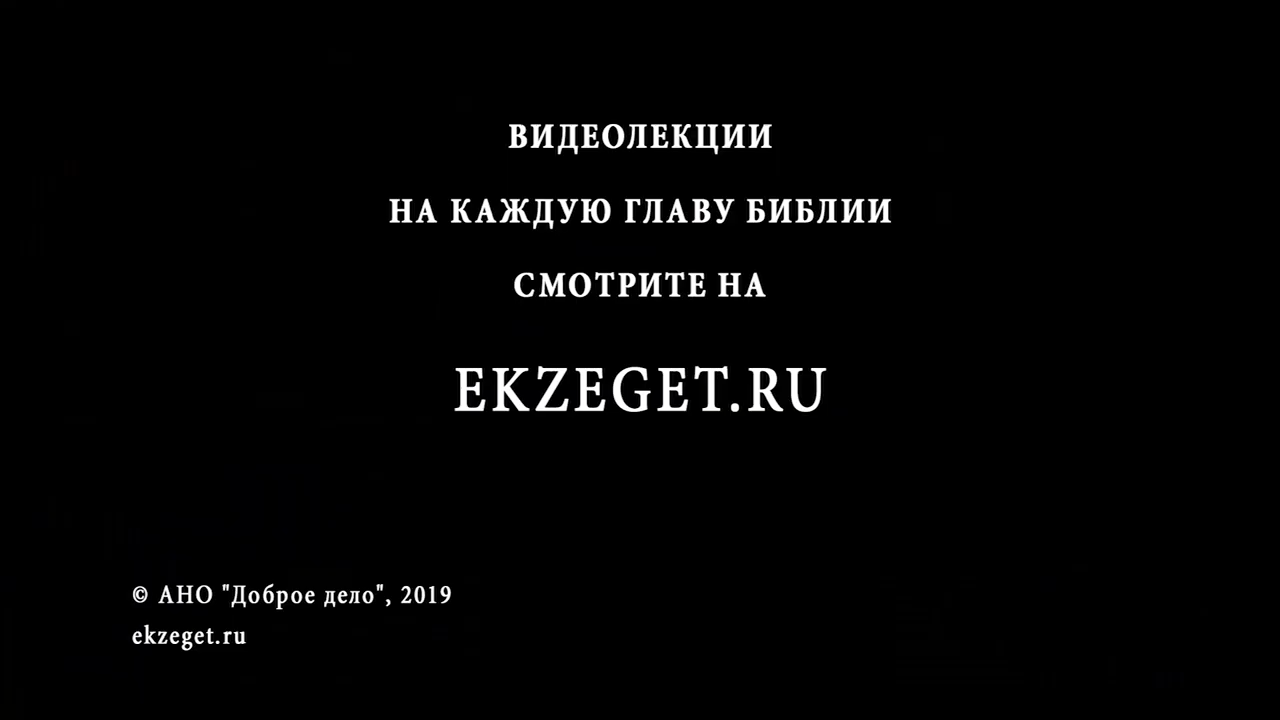 ВИДЕОЛЕКЦИИ
НА КАЖДУЮ ГЛАВУ БИБЛИИ
СМОТРИТЕ НА
EKZEGET.RU
© АНО "Доброе дело", 2019
ekzeget.ru